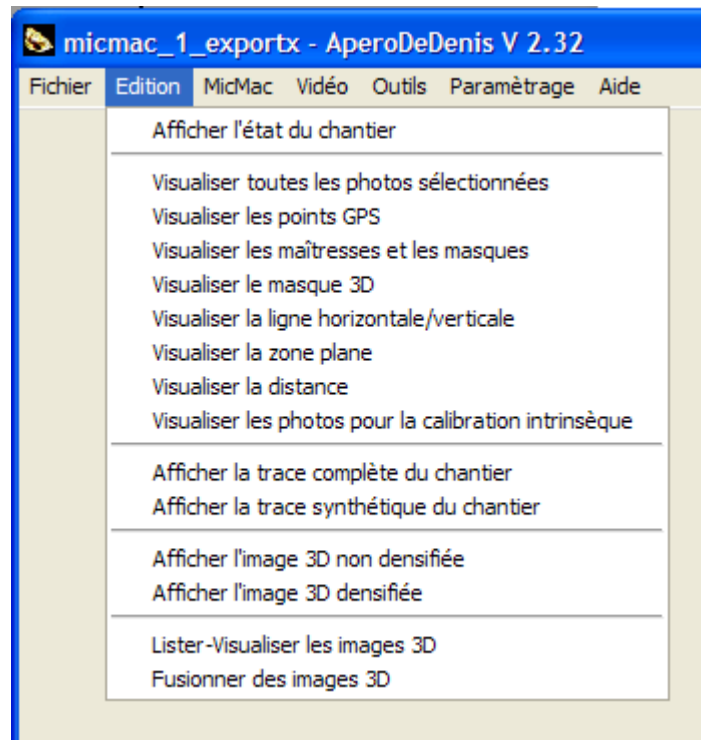 micmac_1_exportx - AperoDeDenis V 2.32
Fichier Edition MicMac Vidéo Outils Paramètrage Aide
Afficher l'état du chantier
Visualiser toutes les photos sélectionnées
Visualiser les points GPS
Visualiser les maîtresses et les masques
Visualiser le masque 3D
Visualiser la ligne horizontale/verticale
Visualiser la zone plane
Visualiser la distance
Visualiser les photos pour la calibration intrinsèque
Afficher la trace complète du chantier
Afficher la trace synthétique du chantier
Afficher l'image 3D non densifiée
Afficher l'image 3D densifiée
Lister-Visualiser les images 3D
Fusionner des images 3D